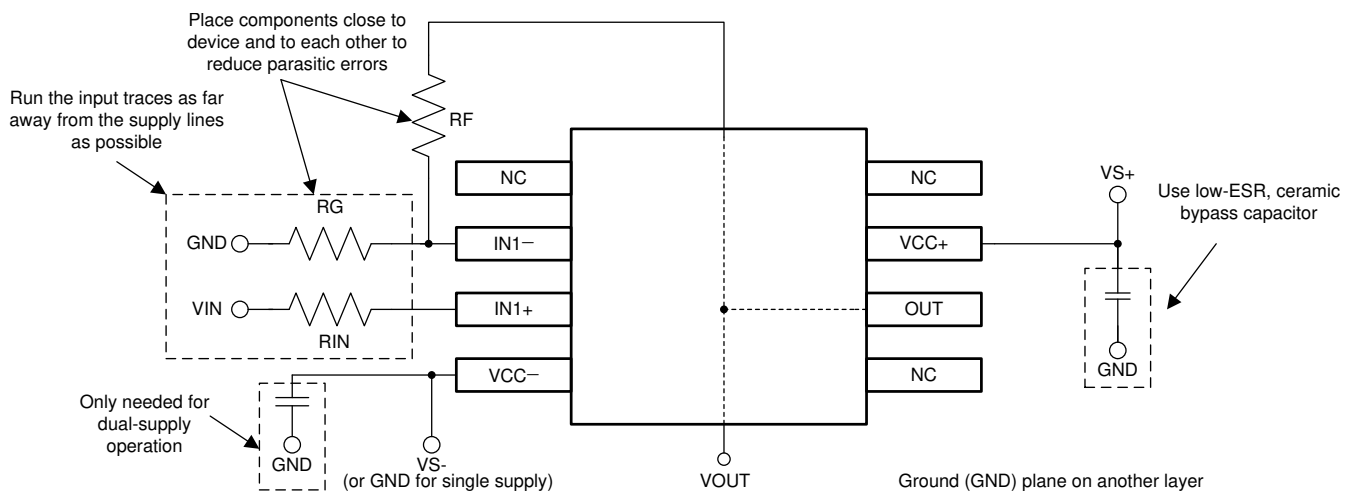 Place components close to
device and to each other to
reduce parasitic errors
Run the input traces as far
away from the supply lines
as possible
RF
NC
NC
VS+
Use low-ESR, ceramic
bypass capacitor
RG
GND
IN1−
VCC+
VIN
IN1+
OUT
RIN
GND
VCC−
NC
Only needed for
dual-supply
operation
GND
VS-
(or GND for single supply)
VOUT
Ground (GND) plane on another layer